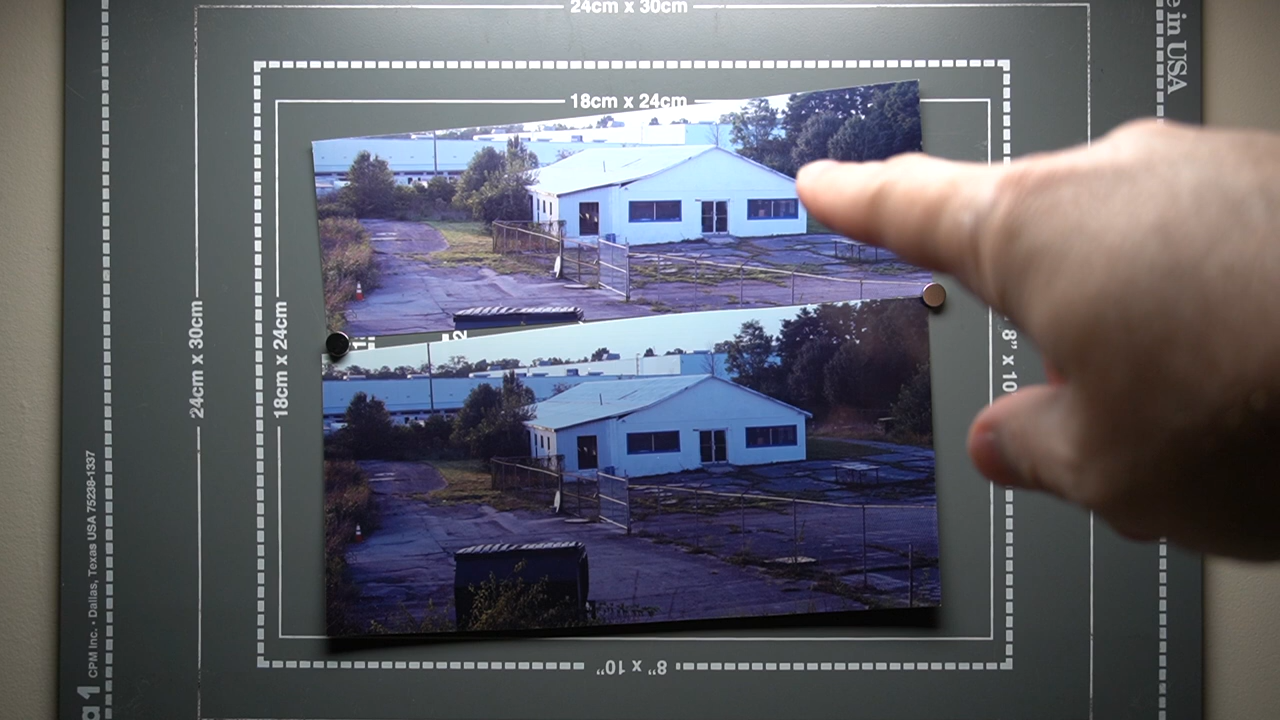 24cm x 30cm
e in USA
18cm x 24cm
24cm x 30cm
18cm x 24cm
8" x 10
CPM Inc. • Dallas, Texas USA 75238-1337
a 1
8" x 10"